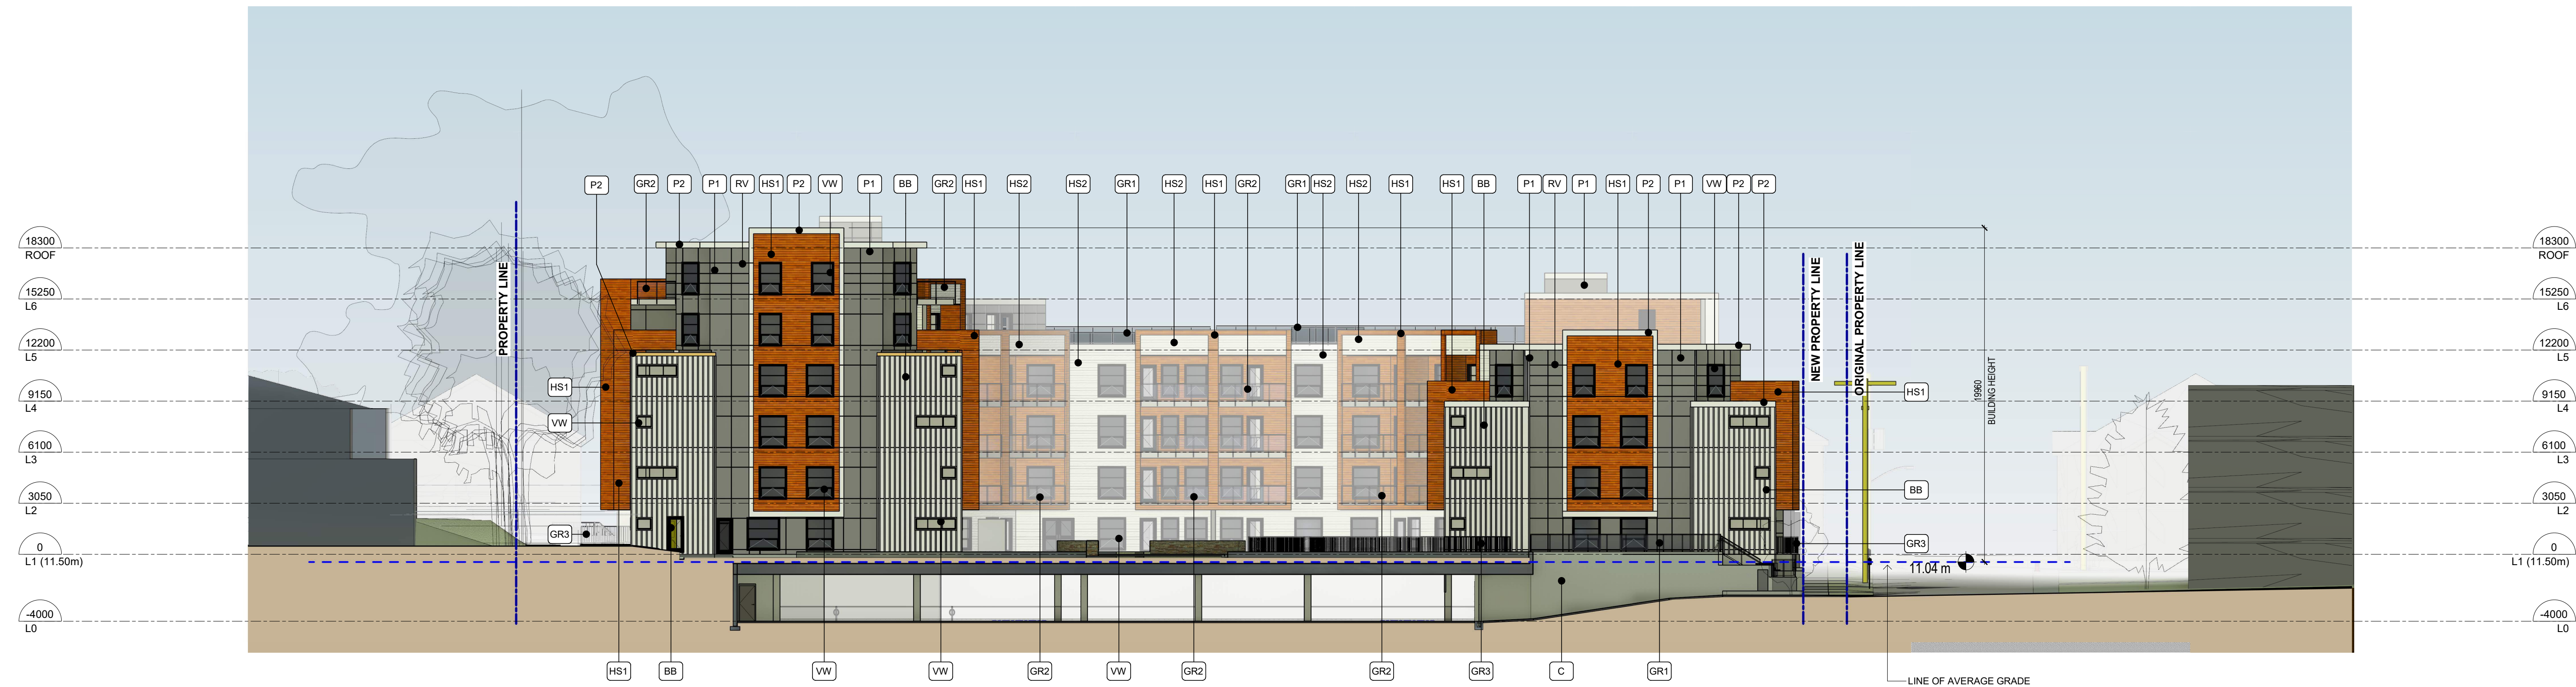 P2 GR2 P2 P1 RV HS1 P2 VW P1 BB GR2 HS1 HS2 HS2 GR1 HS2 HS1 GR2 GR1 HS2 HS2 HS1 HS1 BB P1 RV P1 HS1 P2 P1 VW P2 P2
18300
ROOF
15250
L6
12200
L5
9150
L4
6100
L3
3050
L2
0
L1 (11.50m)
-4000
L0
PROPERTY LINE
HS1
VW
GR3
NEW PROPERTY LINE
ORIGINAL PROPERTY LINE
HS1
BB
GR3
19960
BUILDING HEIGHT
11.04 m
18300
ROOF
15250
L6
12200
L5
9150
L4
6100
L3
3050
L2
0
L1 (11.50m)
-4000
L0
HS1 BB VW VW GR2 VW GR2 GR2 GR3 C GR1
LINE OF AVERAGE GRADE